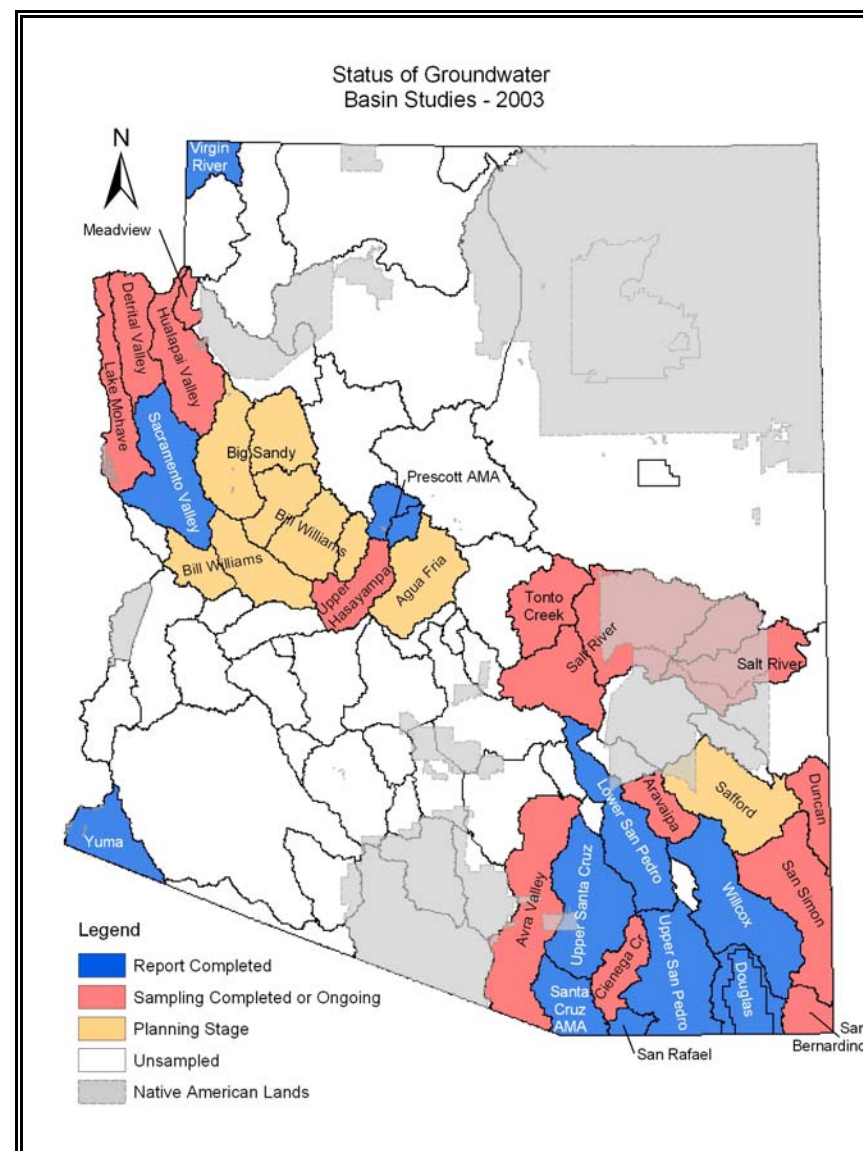 Status of Groundwater
Basin Studies - 2003
N
Virgin
River
Meadview
Lake Mohave
Detrital Valley
Hualapai Valley
Sacramento Valley
Big Sandy
Prescott AMA
Bill Williams
Bill Williams
Upper
Hasayampa
Agua Fria
Tonto
Creek
Salt River
Salt River
Yuma
Lower San Pedro
Aravaipa
Safford
Duncan
San Simon
Willcox
Avra Valley
Upper Santa Cruz
Cienega Cr
Upper San Pedro
Douglas
Santa
Cruz
AMA
San Rafael
San
Bernardino
Legend
Report Completed
Sampling Completed or Ongoing
Planning Stage
Unsampled
Native American Lands